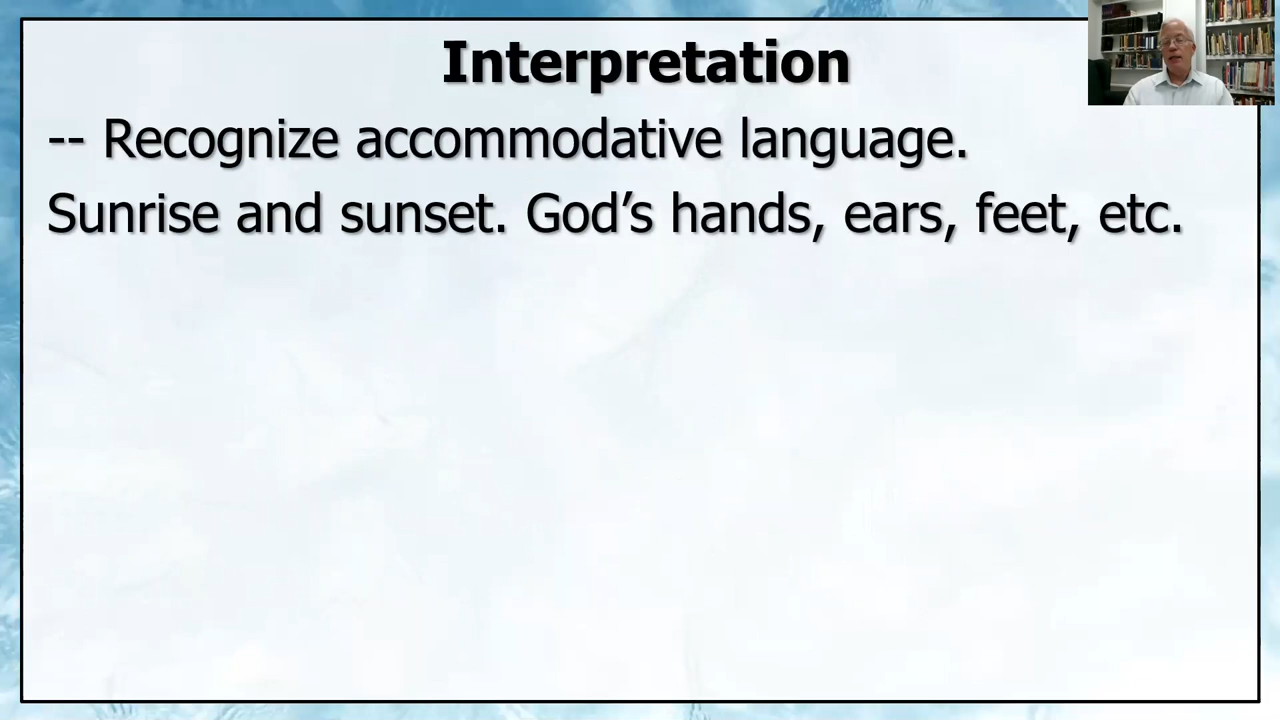 Interpretation
-- Recognize accommodative language.
Sunrise and sunset. God’s hands, ears, feet, etc.